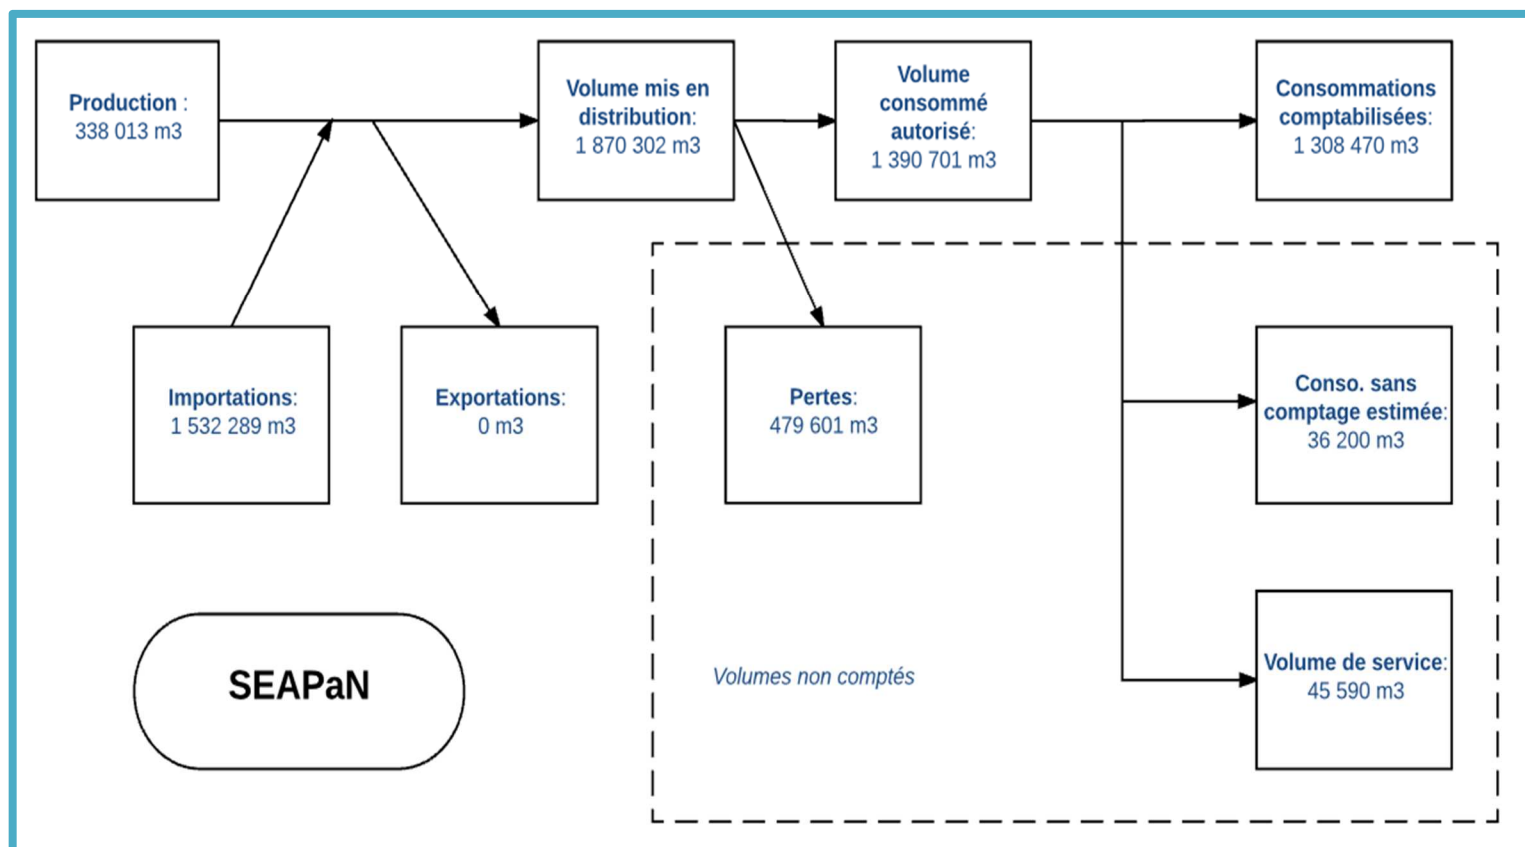 Production :
338 013 m3
Volume mis en
distribution:
1 870 302 m3
Volume
consommé
autorisé:
1 390 701 m3
Consommations
comptabilisées:
1 308 470 m3
Importations:
1 532 289 m3
Exportations:
0 m3
Pertes:
479 601 m3
Conso. sans
comptage estimée:
36 200 m3
SEAPaN
Volumes non comptés
Volume de service:
45 590 m3